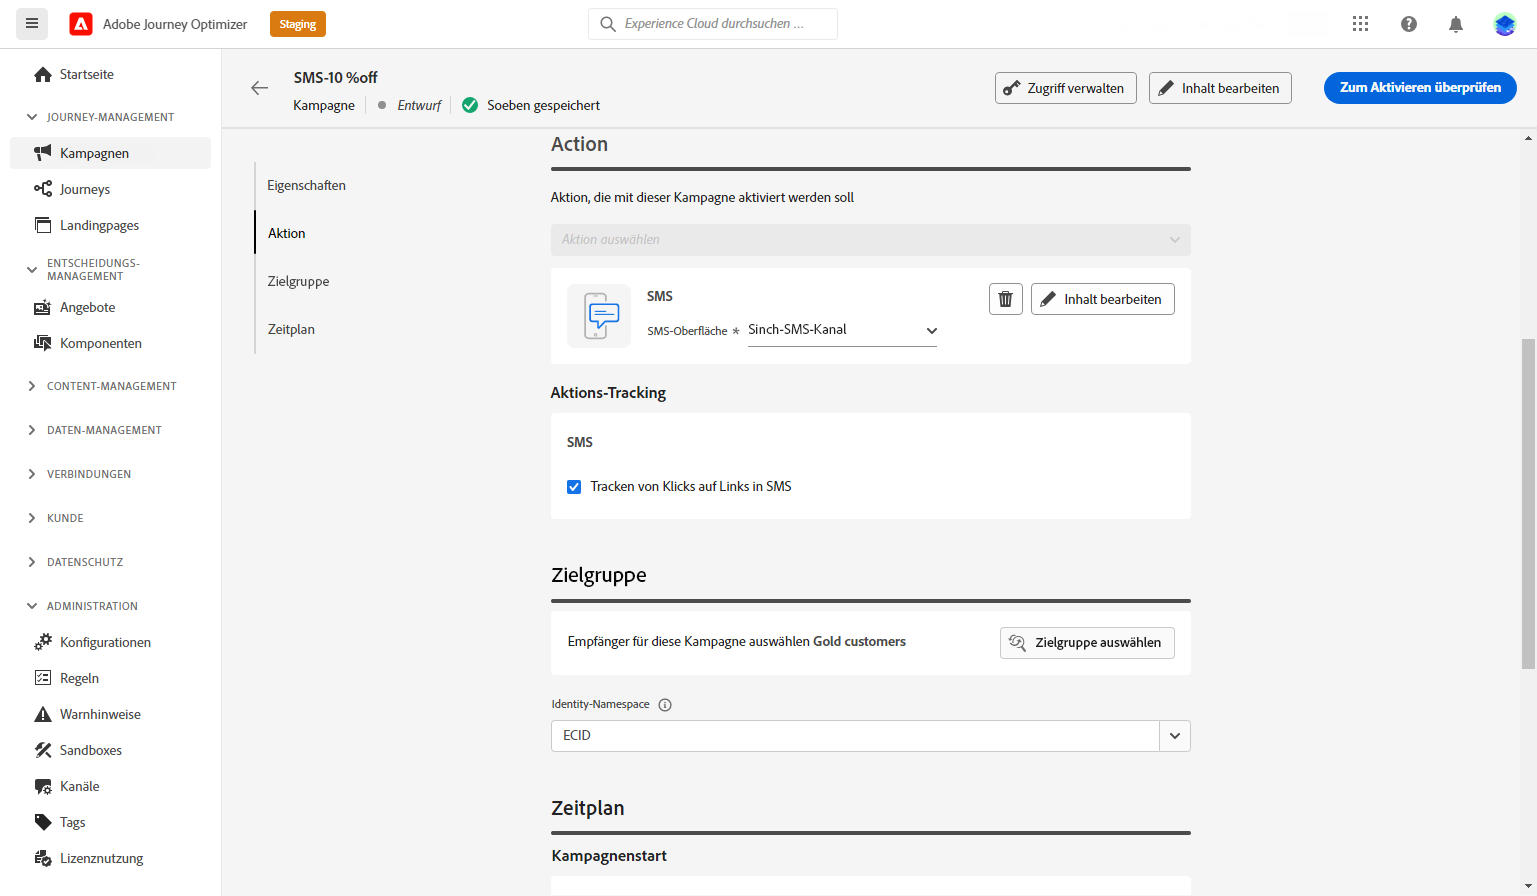 Adobe Journey Optimizer
Staging
Experience Cloud durchsuchen ...
Startseite
JOURNEY-MANAGEMENT
Kampagnen
Journeys
Landingpages
ENTSCHEIDUNGS-
MANAGEMENT
Angebote
Komponenten
CONTENT-MANAGEMENT
DATEN-MANAGEMENT
VERBINDUNGEN
KUNDE
DATENSCHUTZ
ADMINISTRATION
Konfigurationen
Regeln
Warnhinweise
Sandboxes
Kanäle
Tags
Lizenznutzung
SMS-10 %off
Kampagne
Entwurf
Soeben gespeichert
Zugriff verwalten
Inhalt bearbeiten
Zum Aktivieren überprüfen
Eigenschaften
Aktion
Zielgruppe
Zeitplan
Action
Aktion, die mit dieser Kampagne aktiviert werden soll
Aktion auswählen
SMS
Inhalt bearbeiten
SMS-Oberfläche * Sinch-SMS-Kanal
Aktions-Tracking
SMS
Tracken von Klicks auf Links in SMS
Zielgruppe
Empfänger für diese Kampagne auswählen Gold customers
Zielgruppe auswählen
Identity-Namespace
ECID
Zeitplan
Kampagnenstart